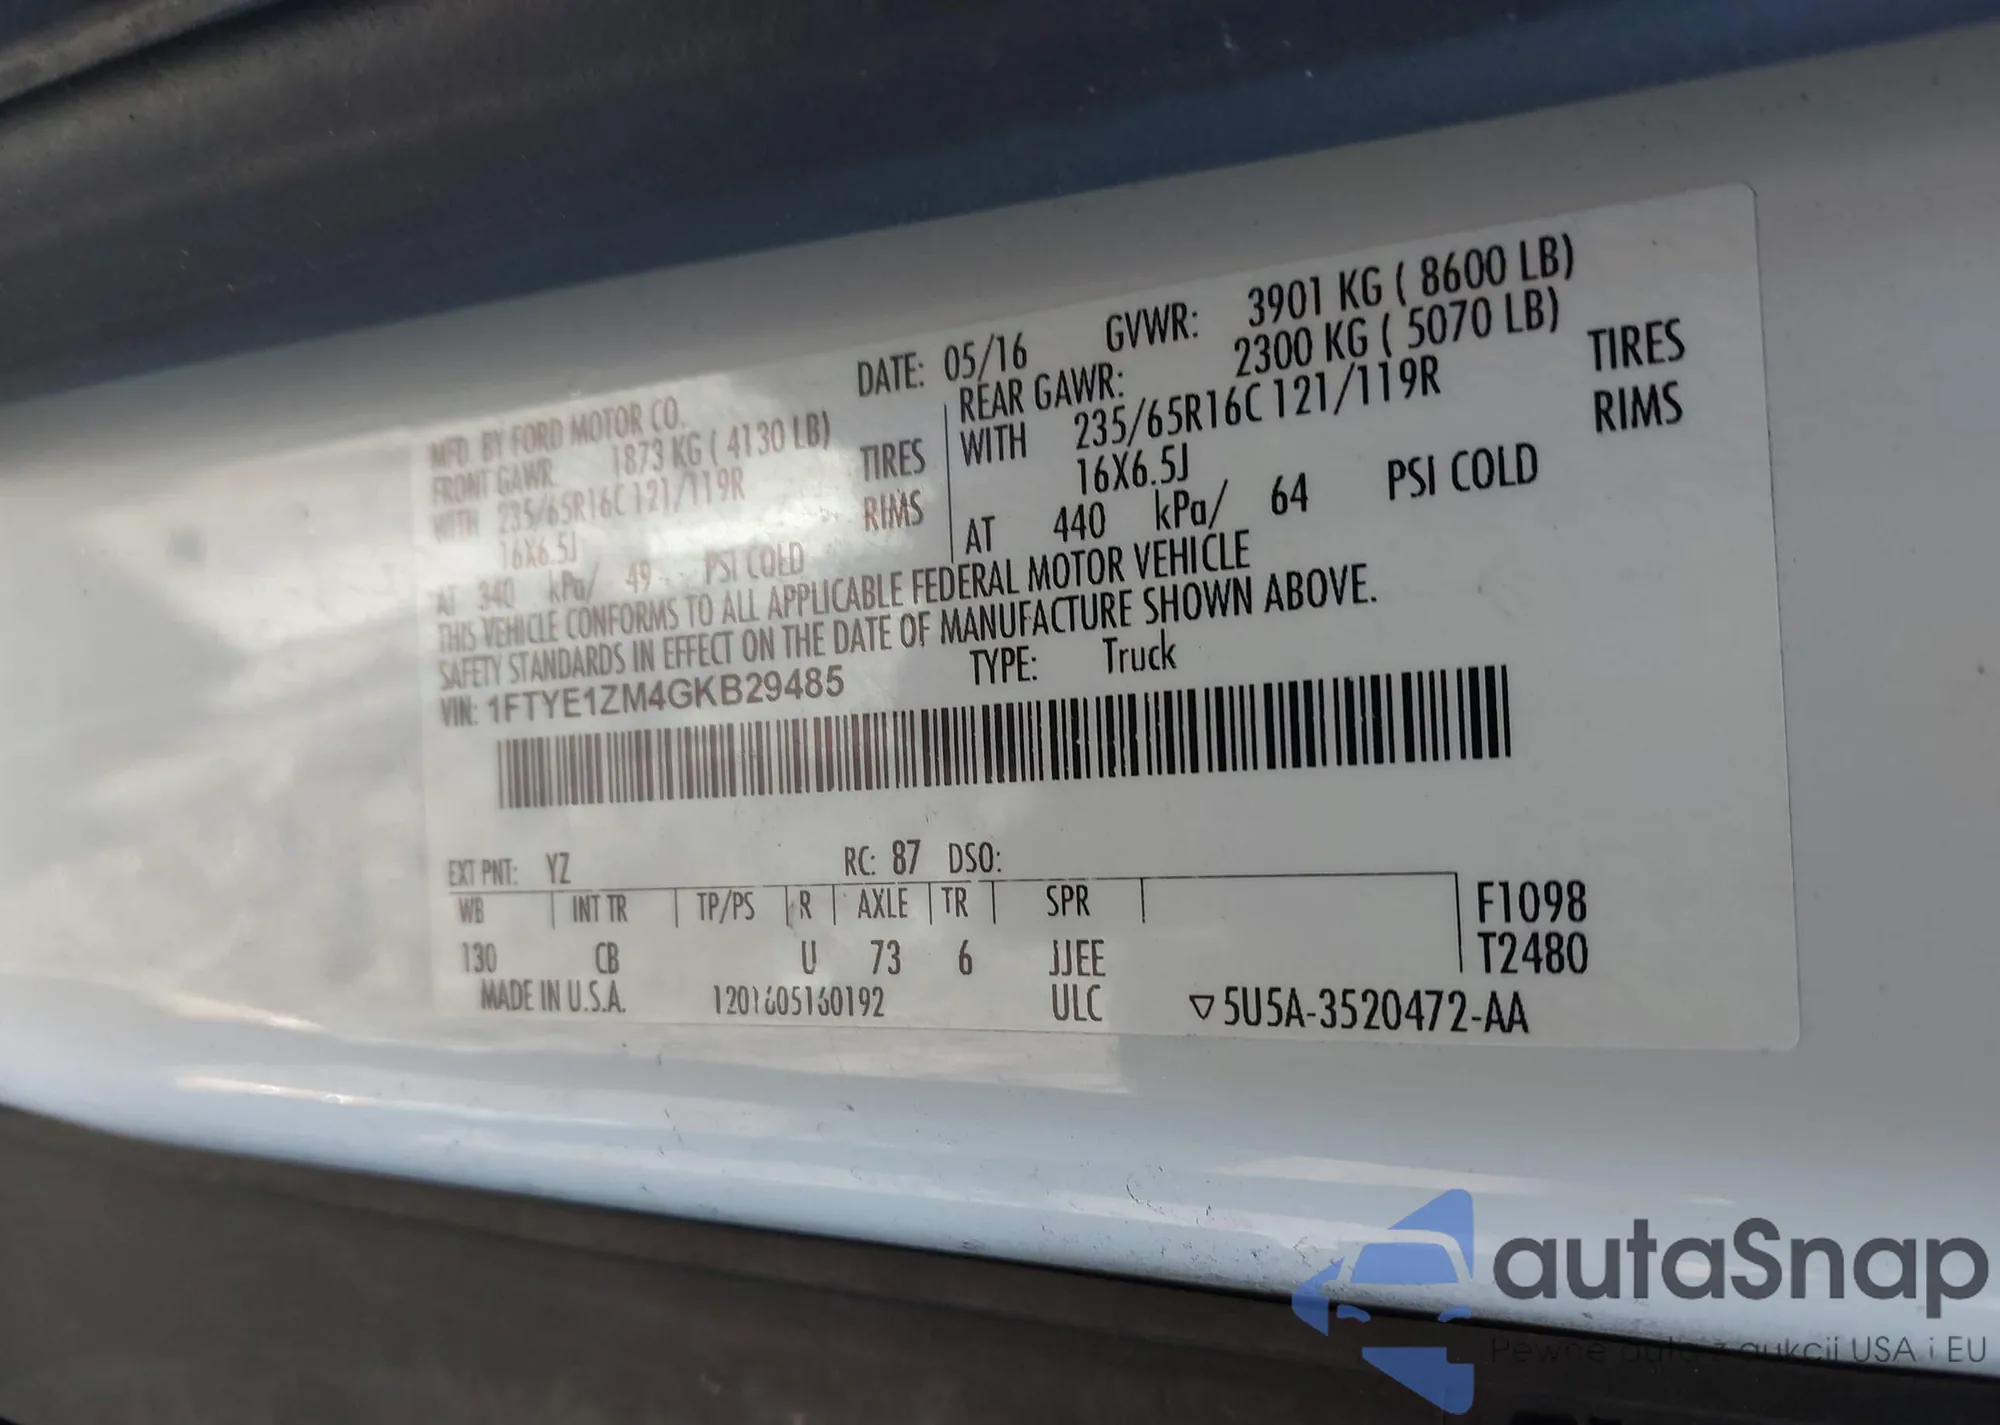 MFD. BY FORD MOTOR CO. DATE: 05/16 GVWR: 3901 KG ( 8600 LB)
FRONT GAWR: 1873 KG ( 4130 LB) REAR GAWR: 2300 KG ( 5070 LB)
WITH 235/65R16C 121/119R TIRES WITH 235/65R16C 121/119R TIRES
16X6.5J RIMS 16X6.5J RIMS
AT 340 kPa/ 49 PSI COLD AT 440 kPa/ 64 PSI COLD
THIS VEHICLE CONFORMS TO ALL APPLICABLE FEDERAL MOTOR VEHICLE
SAFETY STANDARDS IN EFFECT ON THE DATE OF MANUFACTURE SHOWN ABOVE.
VIN: 1FTYE1ZM4GKB29485 TYPE: Truck
EXT PNT: YZ RC: 87 DSO:
WB INT TR TP/PS R AXLE TR SPR F1098
130 CB U 73 6 JJEE T2480
MADE IN U.S.A. 1201605160192 ULC ▽5U5A-3520472-AA
autaSnap
Pewne auta z aukcji USA i EU